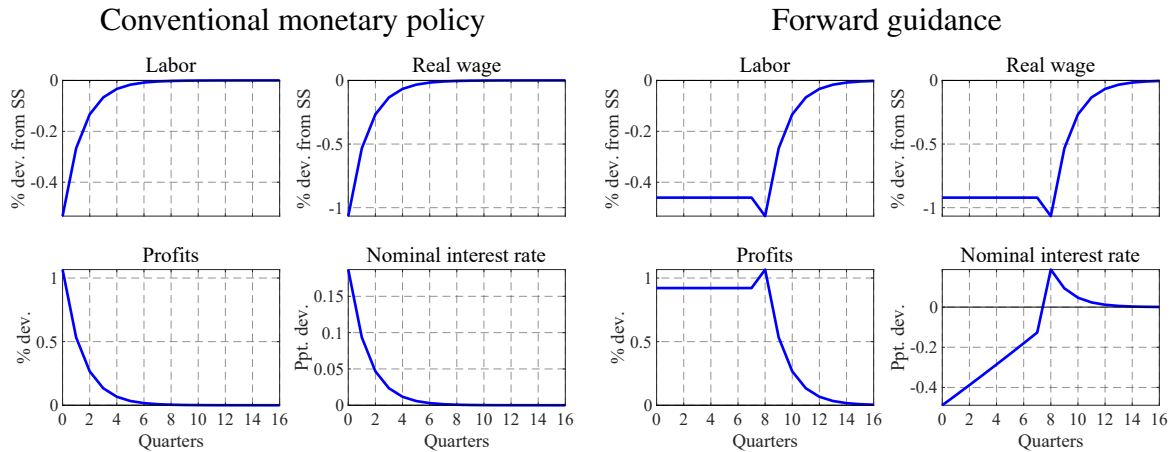 Conventional monetary policy
Forward guidance
Labor
Real wage
Labor
Real wage
% dev. from SS
0
-0.2
-0.4
% dev. from SS
0
-0.5
-1
% dev. from SS
0
-0.2
-0.4
% dev. from SS
0
-0.5
-1
Profits
Nominal interest rate
Profits
Nominal interest rate
% dev.
1
0.5
0
Ppt. dev.
0.15
0.1
0.05
0
% dev.
1
0.5
0
Ppt. dev.
0
-0.2
-0.4
0 2 4 6 8 10 12 14 16
0 2 4 6 8 10 12 14 16
0 2 4 6 8 10 12 14 16
0 2 4 6 8 10 12 14 16
Quarters
Quarters
Quarters
Quarters